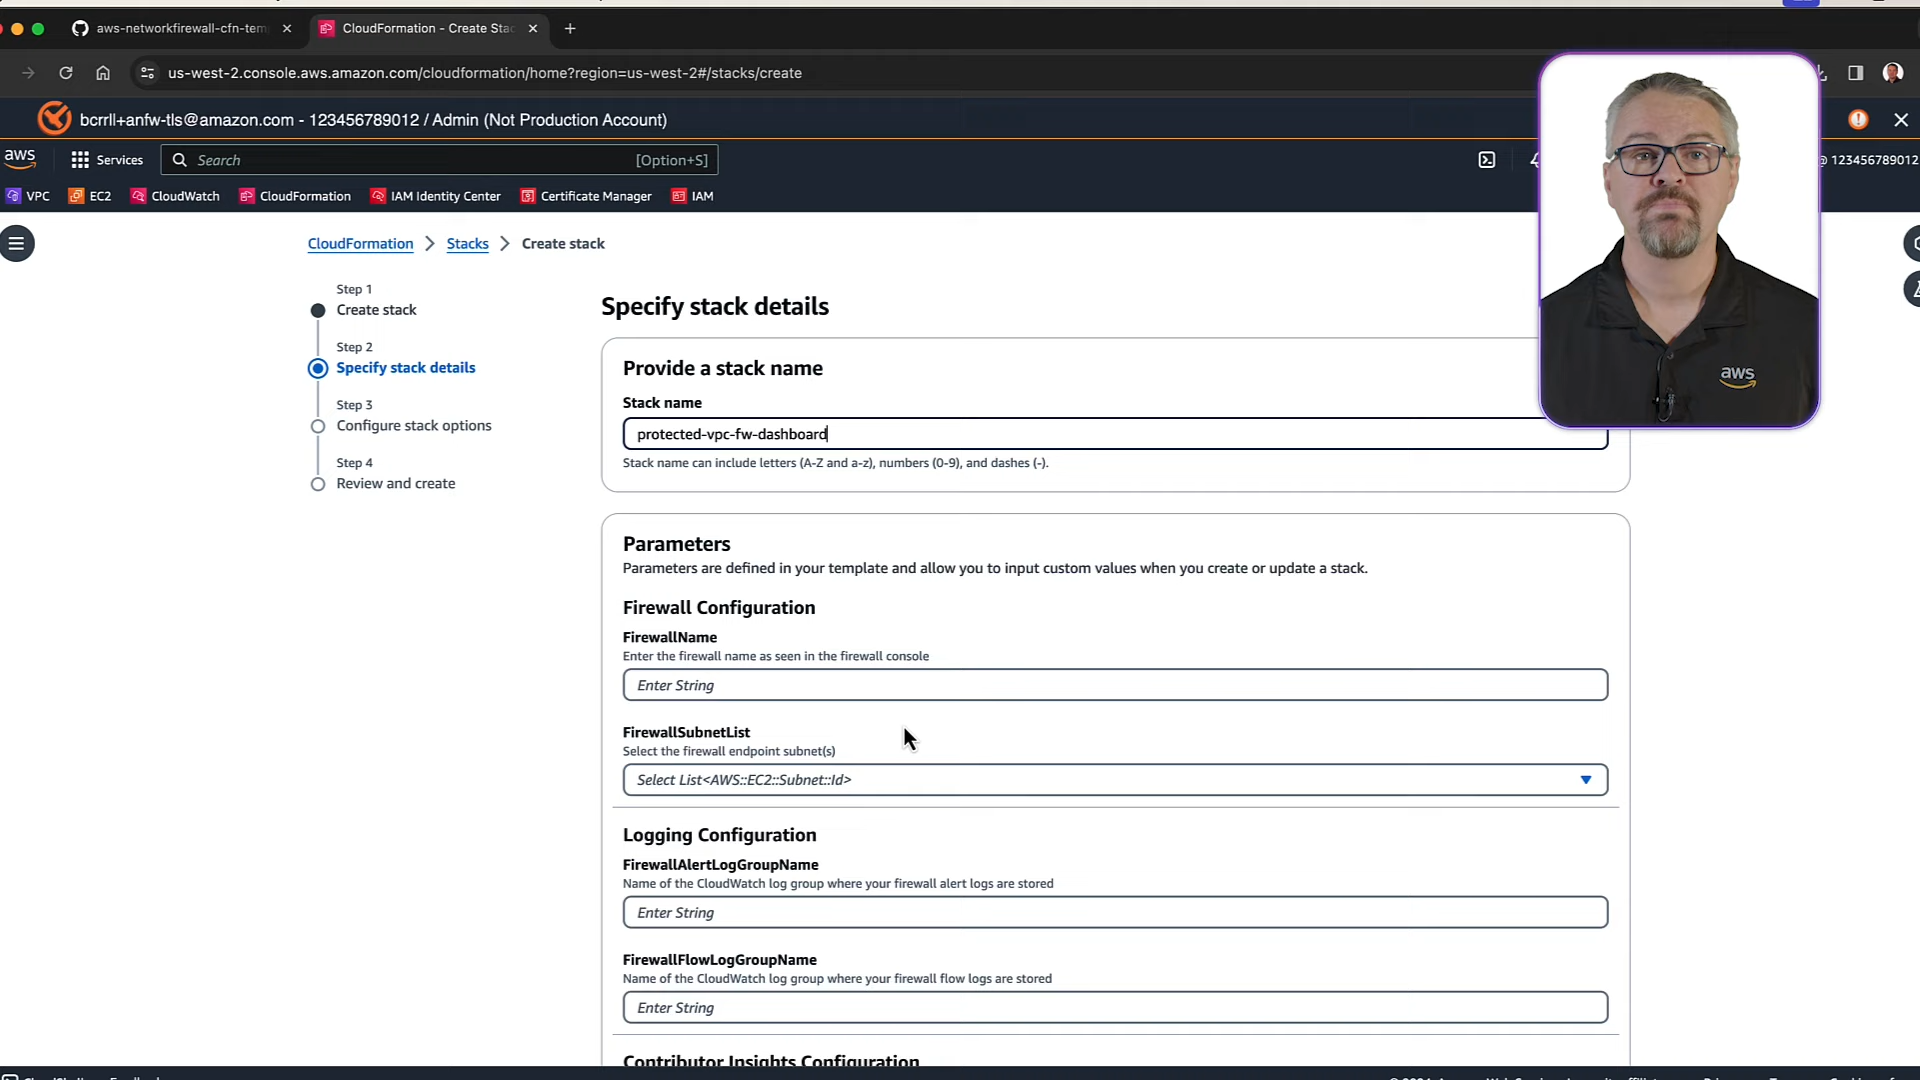 aws-networkfirewall-cfn-tem
CloudFormation - Create Stac
us-west-2.console.aws.amazon.com/cloudformation/home?region=us-west-2#/stacks/create
bcrrll+anfw-tls@amazon.com - 123456789012 / Admin (Not Production Account)
aws
Services
Search
[Option+S]
@ 123456789012
VPC
EC2
CloudWatch
CloudFormation
IAM Identity Center
Certificate Manager
IAM
CloudFormation
Stacks
Create stack
Step 1
Create stack
Step 2
Specify stack details
Step 3
Configure stack options
Step 4
Review and create
Specify stack details
Provide a stack name
Stack name
protected-vpc-fw-dashboard
Stack name can include letters (A-Z and a-z), numbers (0-9), and dashes (-).
Parameters
Parameters are defined in your template and allow you to input custom values when you create or update a stack.
Firewall Configuration
FirewallName
Enter the firewall name as seen in the firewall console
Enter String
FirewallSubnetList
Select the firewall endpoint subnet(s)
Select List<AWS::EC2::Subnet::Id>
Logging Configuration
FirewallAlertLogGroupName
Name of the CloudWatch log group where your firewall alert logs are stored
Enter String
FirewallFlowLogGroupName
Name of the CloudWatch log group where your firewall flow logs are stored
Enter String
Contributor Insights Configuration
aws